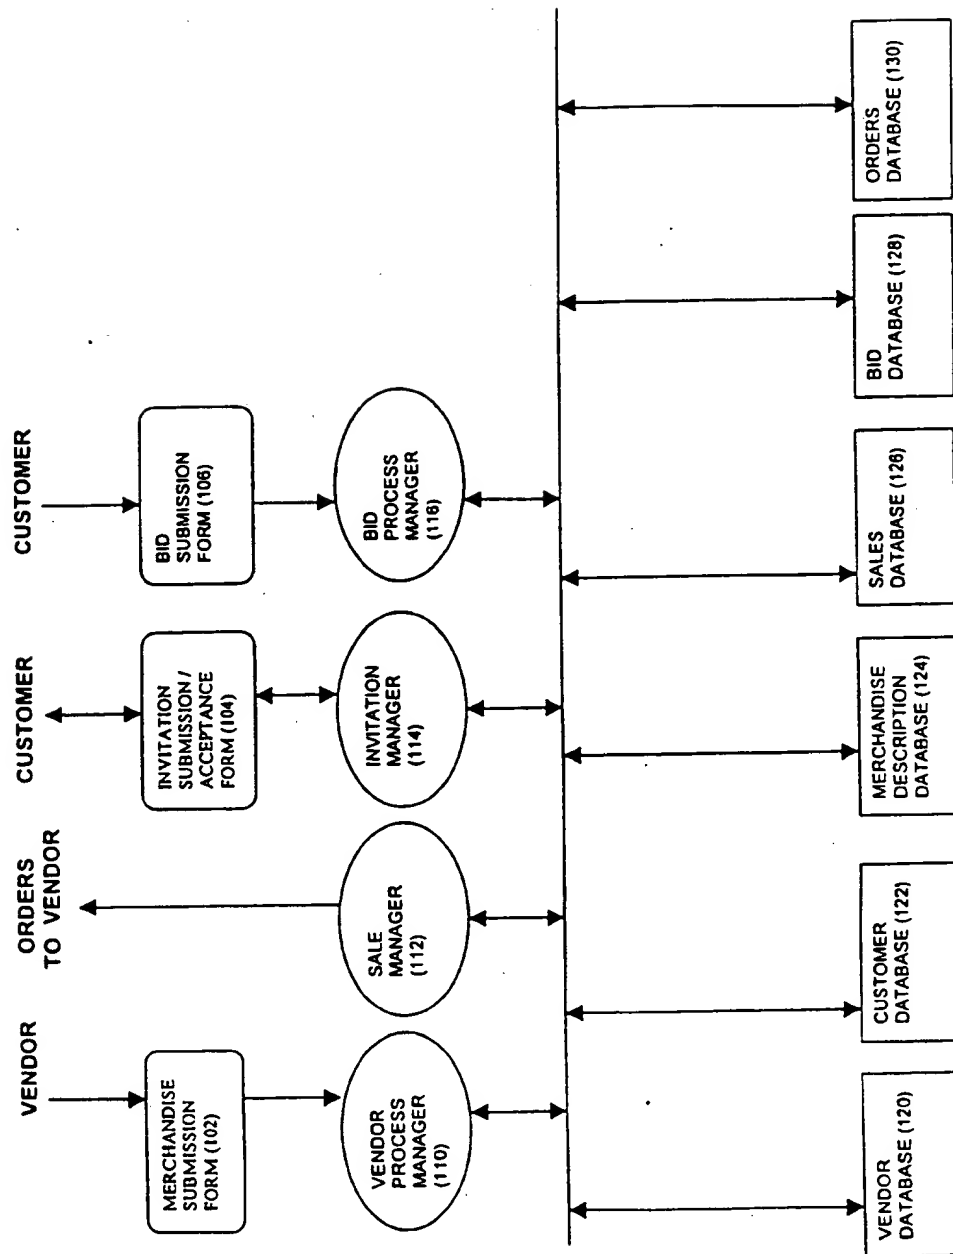 VENDOR
ORDERS
TO VENDOR
CUSTOMER
CUSTOMER
MERCHANDISE
SUBMISSION
FORM (102)
INVITATION
SUBMISSION /
ACCEPTANCE
FORM (104)
BID
SUBMISSION
FORM (106)
VENDOR
PROCESS
MANAGER
(110)
SALE
MANAGER
(112)
INVITATION
MANAGER
(114)
BID
PROCESS
MANAGER
(116)
VENDOR
DATABASE (120)
CUSTOMER
DATABASE (122)
MERCHANDISE
DESCRIPTION
DATABASE (124)
SALES
DATABASE (126)
BID
DATABASE (128)
ORDERS
DATABASE (130)